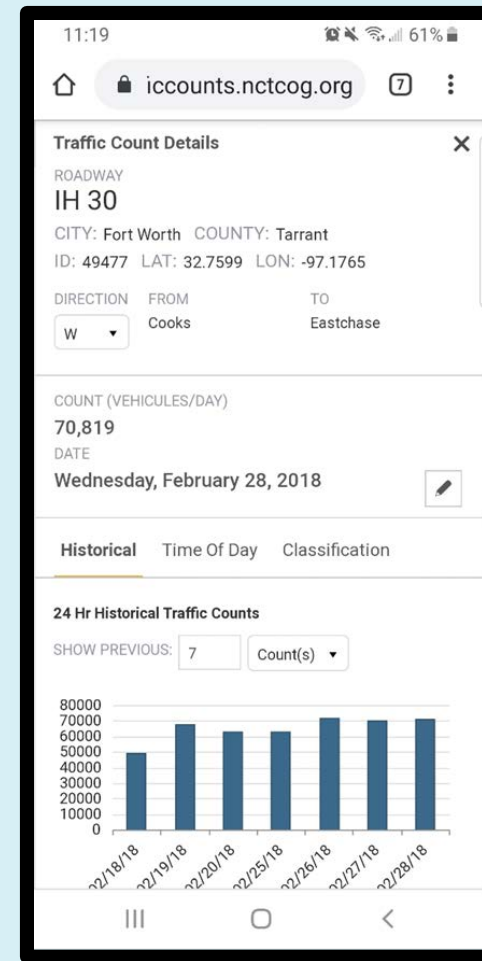 11:19 61%
iccounts.nctcog.org 7
Traffic Count Details
ROADWAY
IH 30
CITY: Fort Worth COUNTY: Tarrant
ID: 49477 LAT: 32.7599 LON: -97.1765
DIRECTION FROM TO
W Cooks Eastchase
COUNT (VEHICULES/DAY)
70,819
DATE
Wednesday, February 28, 2018
Historical Time Of Day Classification
24 Hr Historical Traffic Counts
SHOW PREVIOUS: 7 Count(s)
80000
70000
60000
50000
40000
30000
20000
10000
0
02/18/18 02/19/18 02/20/18 02/25/18 02/26/18 02/27/18 02/28/18